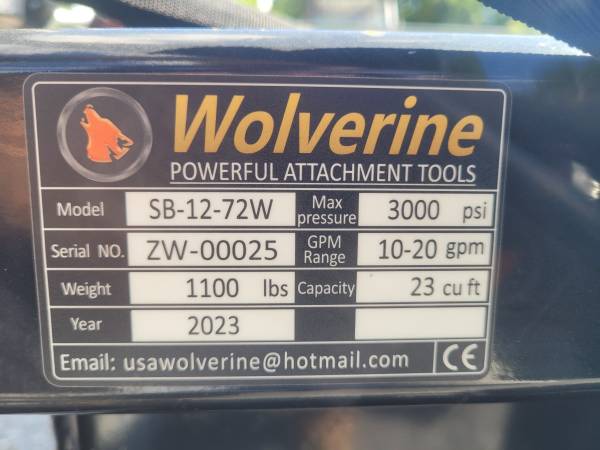 Wolverine
POWERFUL ATTACHMENT TOOLS
Model SB-12-72W Max pressure 3000 psi
Serial NO. ZW-00025 GPM Range 10-20 gpm
Weight 1100 lbs Capacity 23 cu ft
Year 2023
Email: usawolverine@hotmail.com CE